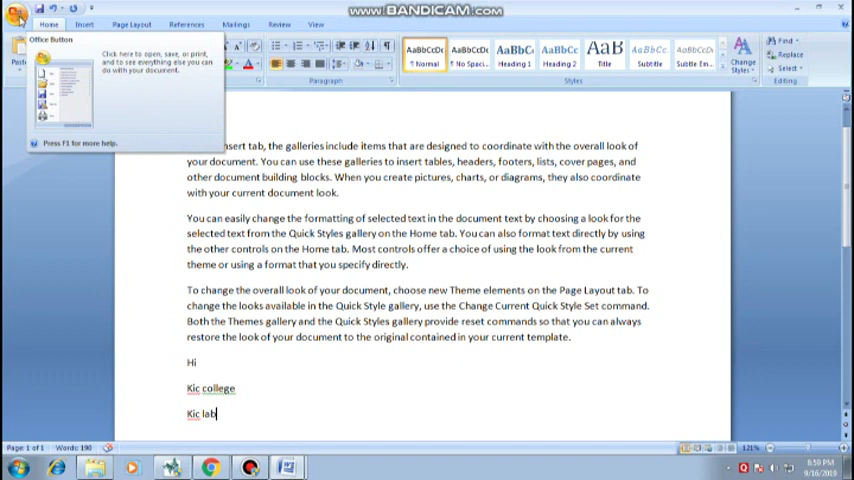 www.BANDICAM.com
Home Insert Page Layout References Mailings Review View
Office Button
Click here to open, save, or print,
and to see everything else you can
do with your document.
Press F1 for more help.
Paste
AaBbCcDc AaBbCcDc AaBbC AaBbCc AaB AaBbCc. AaBbCcDc
¶ Normal ¶ No Spaci... Heading 1 Heading 2 Title Subtitle Subtle Em...
Change
Styles
Find
Replace
Select
Paragraph Styles Editing
nsert tab, the galleries include items that are designed to coordinate with the overall look of
your document. You can use these galleries to insert tables, headers, footers, lists, cover pages, and
other document building blocks. When you create pictures, charts, or diagrams, they also coordinate
with your current document look.
You can easily change the formatting of selected text in the document text by choosing a look for the
selected text from the Quick Styles gallery on the Home tab. You can also format text directly by using
the other controls on the Home tab. Most controls offer a choice of using the look from the current
theme or using a format that you specify directly.
To change the overall look of your document, choose new Theme elements on the Page Layout tab. To
change the looks available in the Quick Style gallery, use the Change Current Quick Style Set command.
Both the Themes gallery and the Quick Styles gallery provide reset commands so that you can always
restore the look of your document to the original contained in your current template.
Hi
Kic college
Kic lab
Page: 1 of 1 Words: 190 121%
8:59 PM
9/16/2019